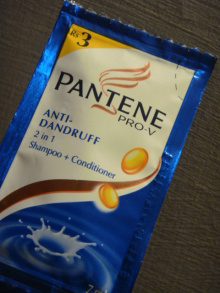 Rs 3
PANTENE
PRO-V
ANTI-
DANDRUFF
2 in 1
Shampoo + Conditioner